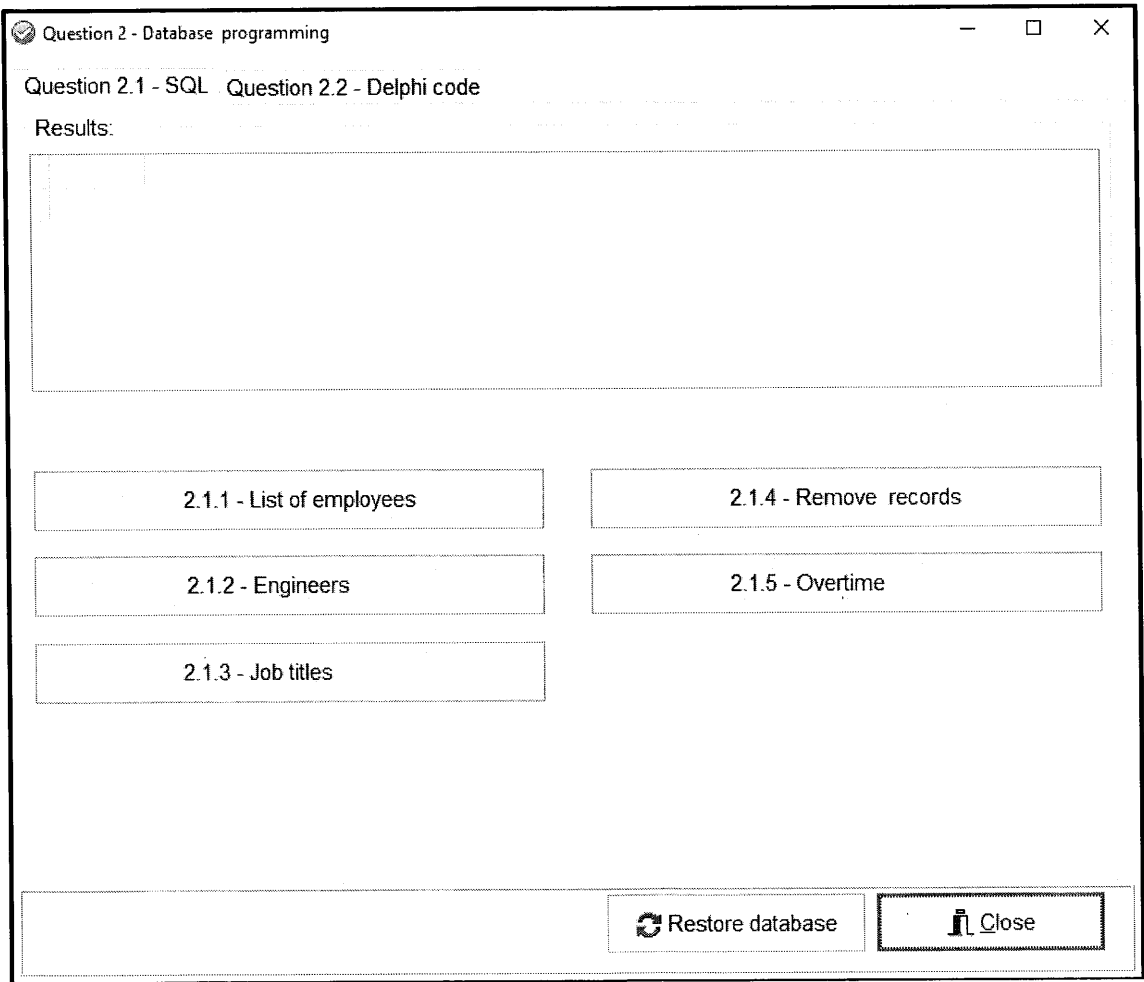 Question 2 - Database programming
Question 2.1 - SQL Question 2.2 - Delphi code
Results:
2.1.1 - List of employees
2.1.4 - Remove records
2.1.2 - Engineers
2.1.5 - Overtime
2.1.3 - Job titles
Restore database
Close